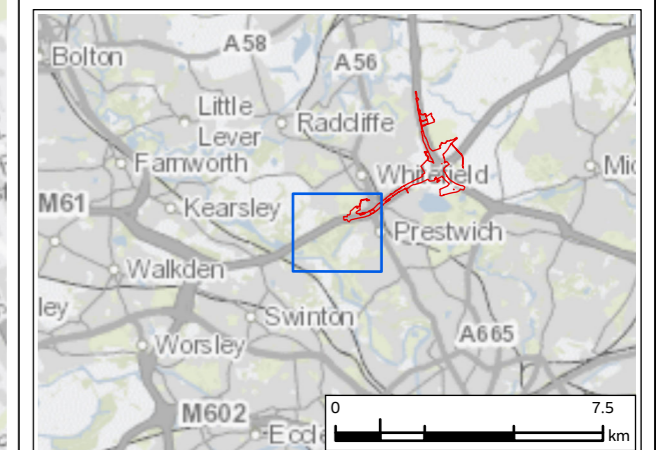 Bolton
A58
A56
Little
Lever
Radcliffe
Farnworth
Whitefield
M61
Kearsley
Prestwich
Walkden
Swinton
A665
Worsley
M602
0
7.5
km